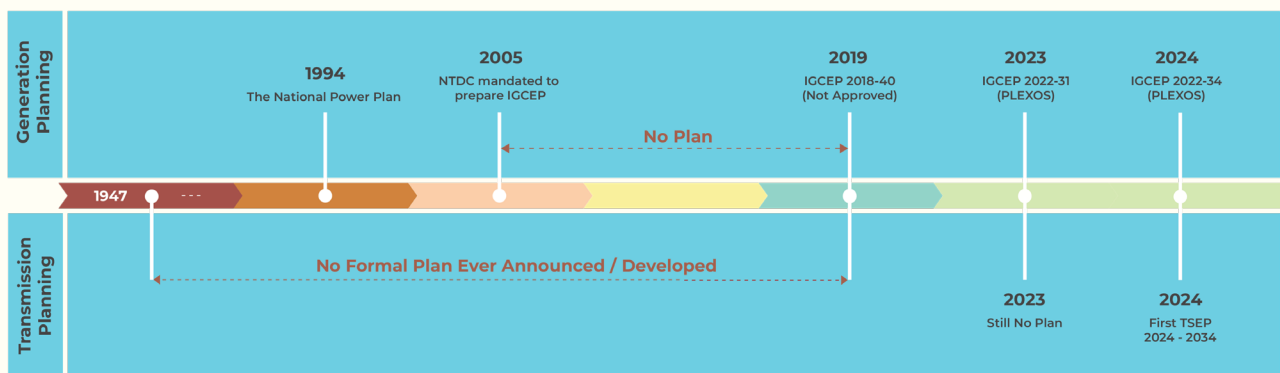 Generation
Planning
1994
The National Power Plan
2005
NTDC mandated to
prepare IGCEP
2019
IGCEP 2018-40
(Not Approved)
2023
IGCEP 2022-31
(PLEXOS)
2024
IGCEP 2022-34
(PLEXOS)
No Plan
1947
---
Transmission
Planning
No Formal Plan Ever Announced / Developed
2023
Still No Plan
2024
First TSEP
2024 - 2034